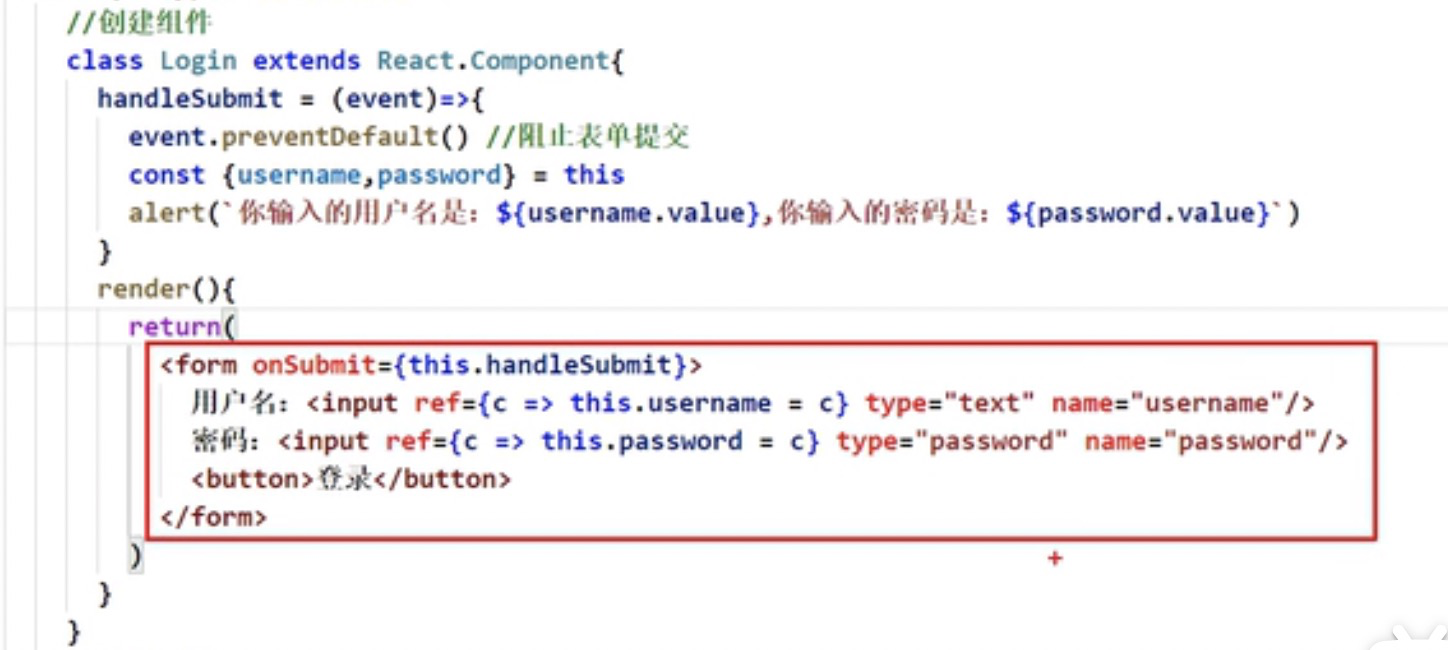 //创建组件
class Login extends React.Component{
handleSubmit = (event)=>{
event.preventDefault() //阻止表单提交
const {username,password} = this
alert(`你输入的用户名是：${username.value},你输入的密码是：${password.value}`)
}
render(){
return(
<form onSubmit={this.handleSubmit}>
用户名：<input ref={c => this.username = c} type="text" name="username"/>
密码：<input ref={c => this.password = c} type="password" name="password"/>
<button>登录</button>
</form>
)
}
}